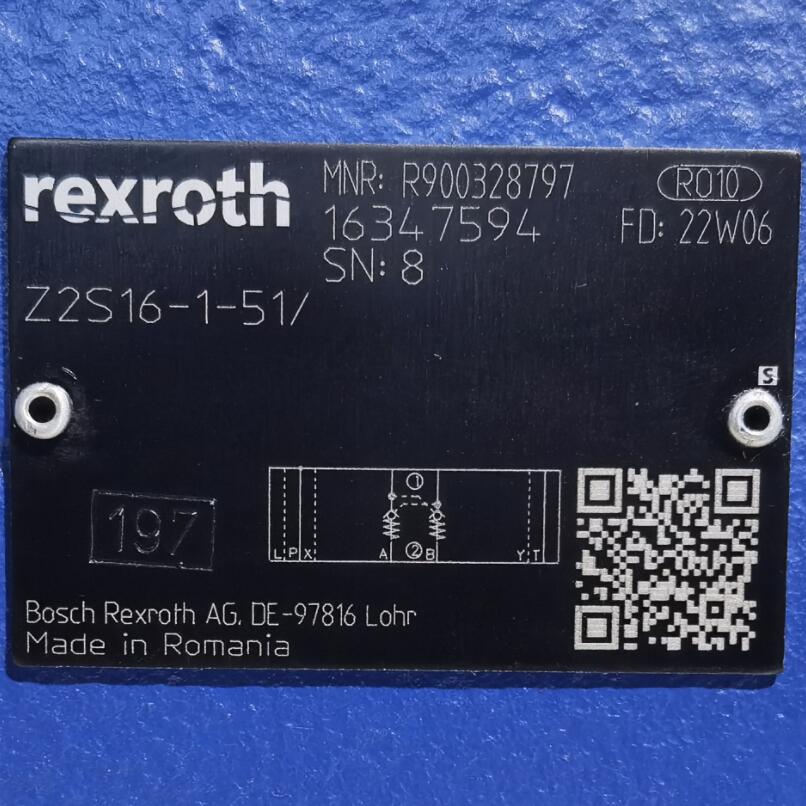 rexroth
MNR: R900328797
RO10
16347594
FD: 22W06
SN: 8
Z2S16-1-51/
S
1
L P X A 2 B Y T
197
Bosch Rexroth AG, DE-97816 Lohr
Made in Romania